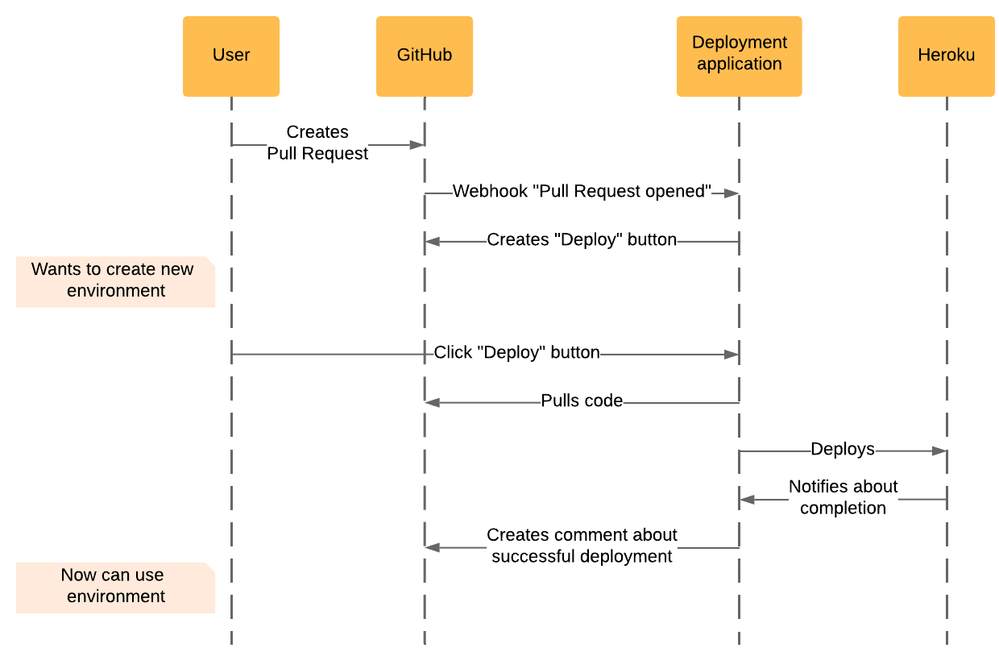 User
GitHub
Deployment
application
Heroku
Creates
Pull Request
Webhook "Pull Request opened"
Creates "Deploy" button
Wants to create new
environment
Click "Deploy" button
Pulls code
Deploys
Notifies about
completion
Creates comment about
successful deployment
Now can use
environment